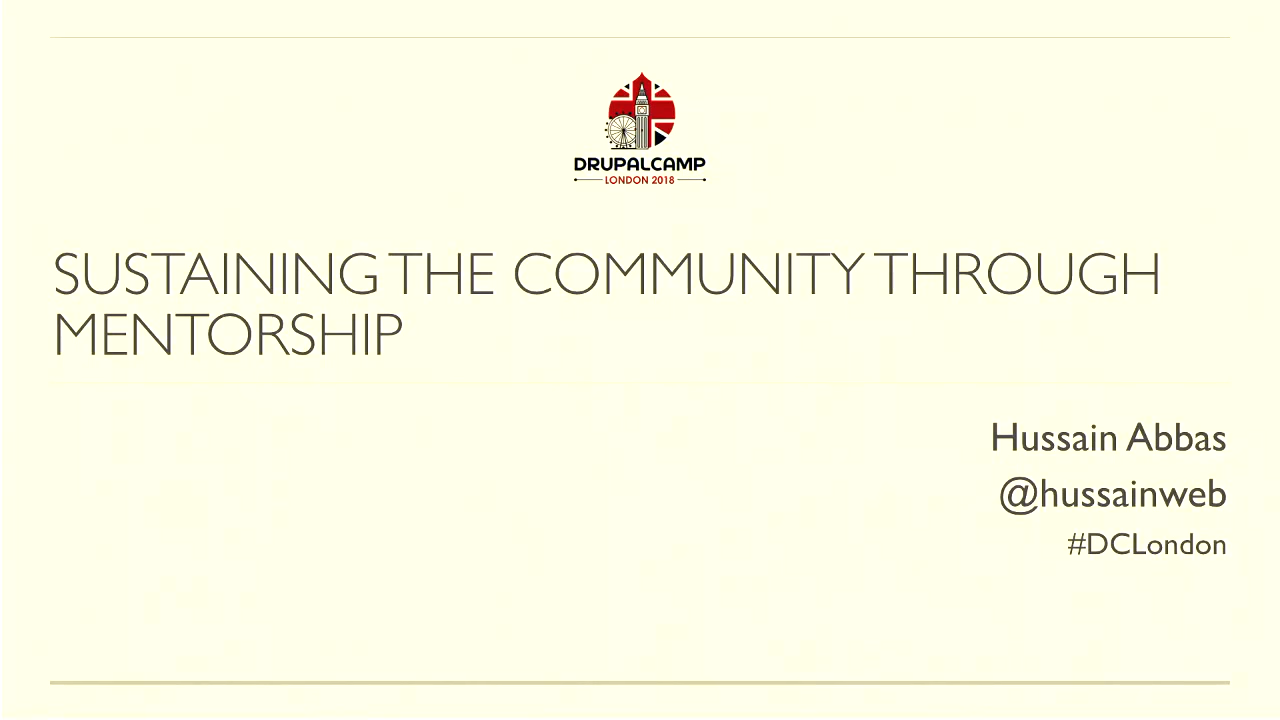 DRUPALCAMP
LONDON 2018
SUSTAINING THE COMMUNITY THROUGH
MENTORSHIP
Hussain Abbas
@hussainweb
#DCLondon